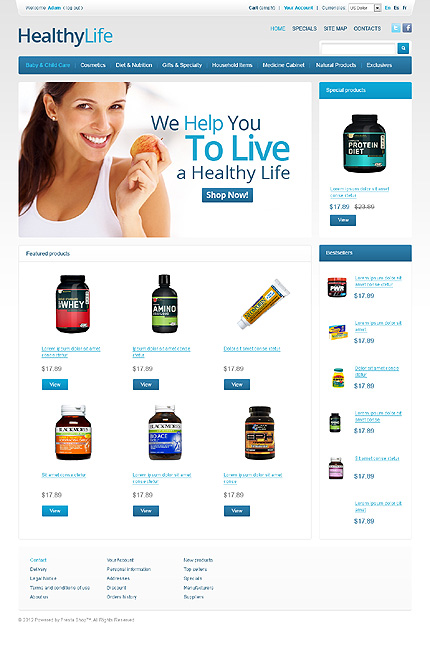 Welcome Adam (log out)
Cart (empty) | Your Account | Currencies: US Dollar En Es Fr
HealthyLife
HOME SPECIALS SITE MAP CONTACTS
Baby & Child Care Cosmetics Diet & Nutrition Gifts & Specialty Household Items Medicine Cabinet Natural Products Exclusives
We Help You
To Live
a Healthy Life
Shop Now!
Special products
PROTEIN
DIET
Lorem ipsum dolor sit amet
conse ctetur
$17.89 $23.89
View
Featured products
WHEY
AMINO
Lorem ipsum dolor sit amet
conse ctetur
$17.89
View
Ipsum dolor sit amet conse
ctetur
$17.89
View
Dolor sit amet conse ctetur
$17.89
View
BLACKMORES
Sit amet conse ctetur
$17.89
View
BLACKMORES
BIO ACE
Lorem ipsum dolor sit amet
conse ctetur
$17.89
View
Lorem ipsum dolor sit amet
conse
$17.89
View
Bestsellers
Lorem ipsum dolor sit
amet conse ctetur
$17.89
Lorem ipsum dolor sit
amet
$17.89
Dolor sit amet conse
ctetur
$17.89
Lorem ipsum dolor sit
amet conse ctetur
$17.89
Sit amet conse ctetur
$17.89
Lorem ipsum dolor sit
amet
$17.89
Contact
Delivery
Legal Notice
Terms and conditions of use
About us
Your Account
Personal information
Addresses
Discount
Orders history
New products
Top sellers
Specials
Manufacturers
Suppliers
© 2012 Powered by Presta Shop™. All Rights Reserved